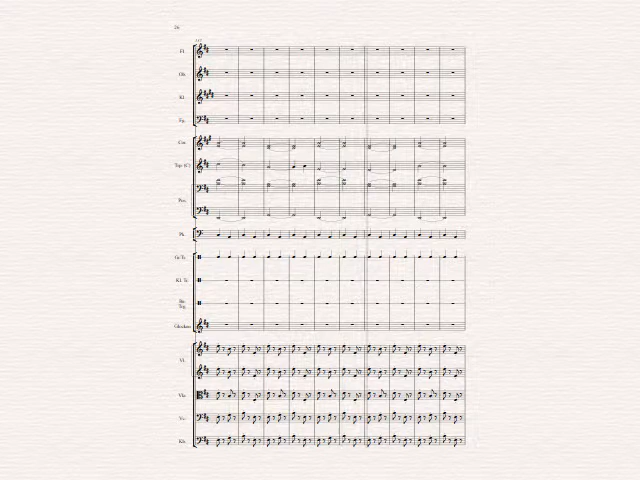 26
Fl.
Ob.
Kl.
Fg.
Cor.
Trp. (C)
Pos.
Pk.
Gr.Tr.
Kl. Tr.
Bs.
Trg.
Glocken
Vl.
Vla.
Vc.
Kb.